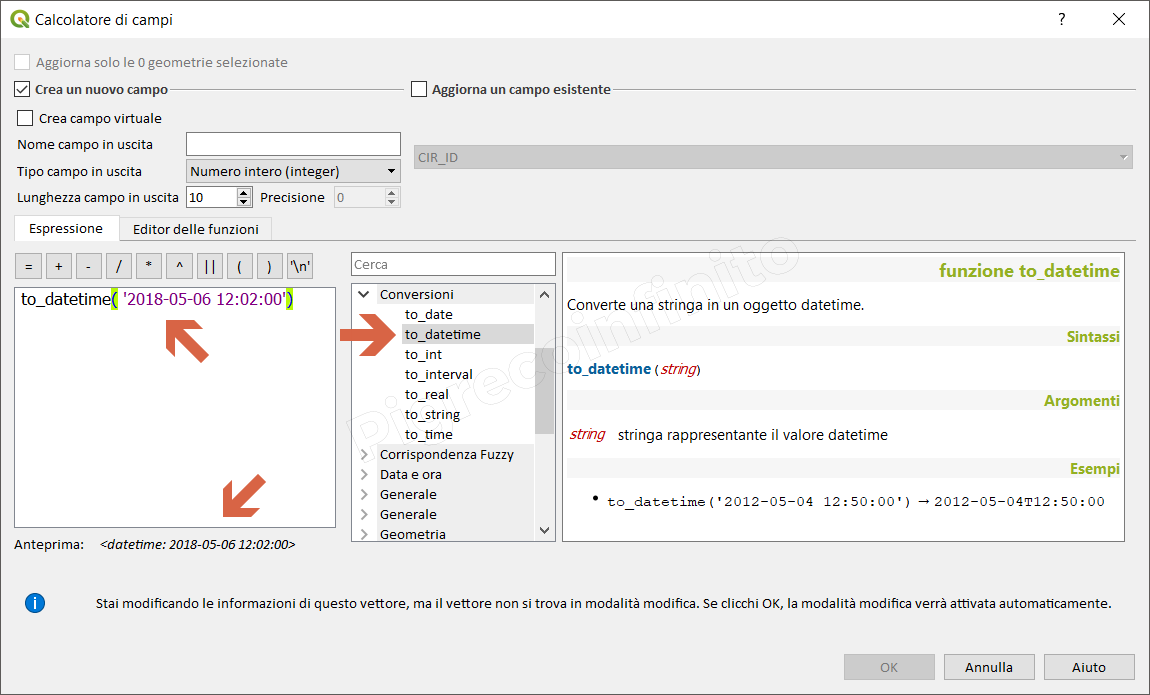 Calcolatore di campi
?
Aggiorna solo le 0 geometrie selezionate
Crea un nuovo campo
Aggiorna un campo esistente
Crea campo virtuale
Nome campo in uscita
Tipo campo in uscita
Numero intero (integer)
Lunghezza campo in uscita
10
Precisione
0
CIR_ID
Espressione
Editor delle funzioni
= + - / * ^ || ( ) '\n'
to_datetime( '2018-05-06 12:02:00')
Anteprima: <datetime: 2018-05-06 12:02:00>
Cerca
Conversioni
to_date
to_datetime
to_int
to_interval
to_real
to_string
to_time
Corrispondenza Fuzzy
Data e ora
Generale
Generale
Geometria
funzione to_datetime
Converte una stringa in un oggetto datetime.
Sintassi
to_datetime (string)
Argomenti
string stringa rappresentante il valore datetime
Esempi
• to_datetime('2012-05-04 12:50:00') → 2012-05-04T12:50:00
Pigrecoinfinito
Stai modificando le informazioni di questo vettore, ma il vettore non si trova in modalità modifica. Se clicchi OK, la modalità modifica verrà attivata automaticamente.
OK
Annulla
Aiuto